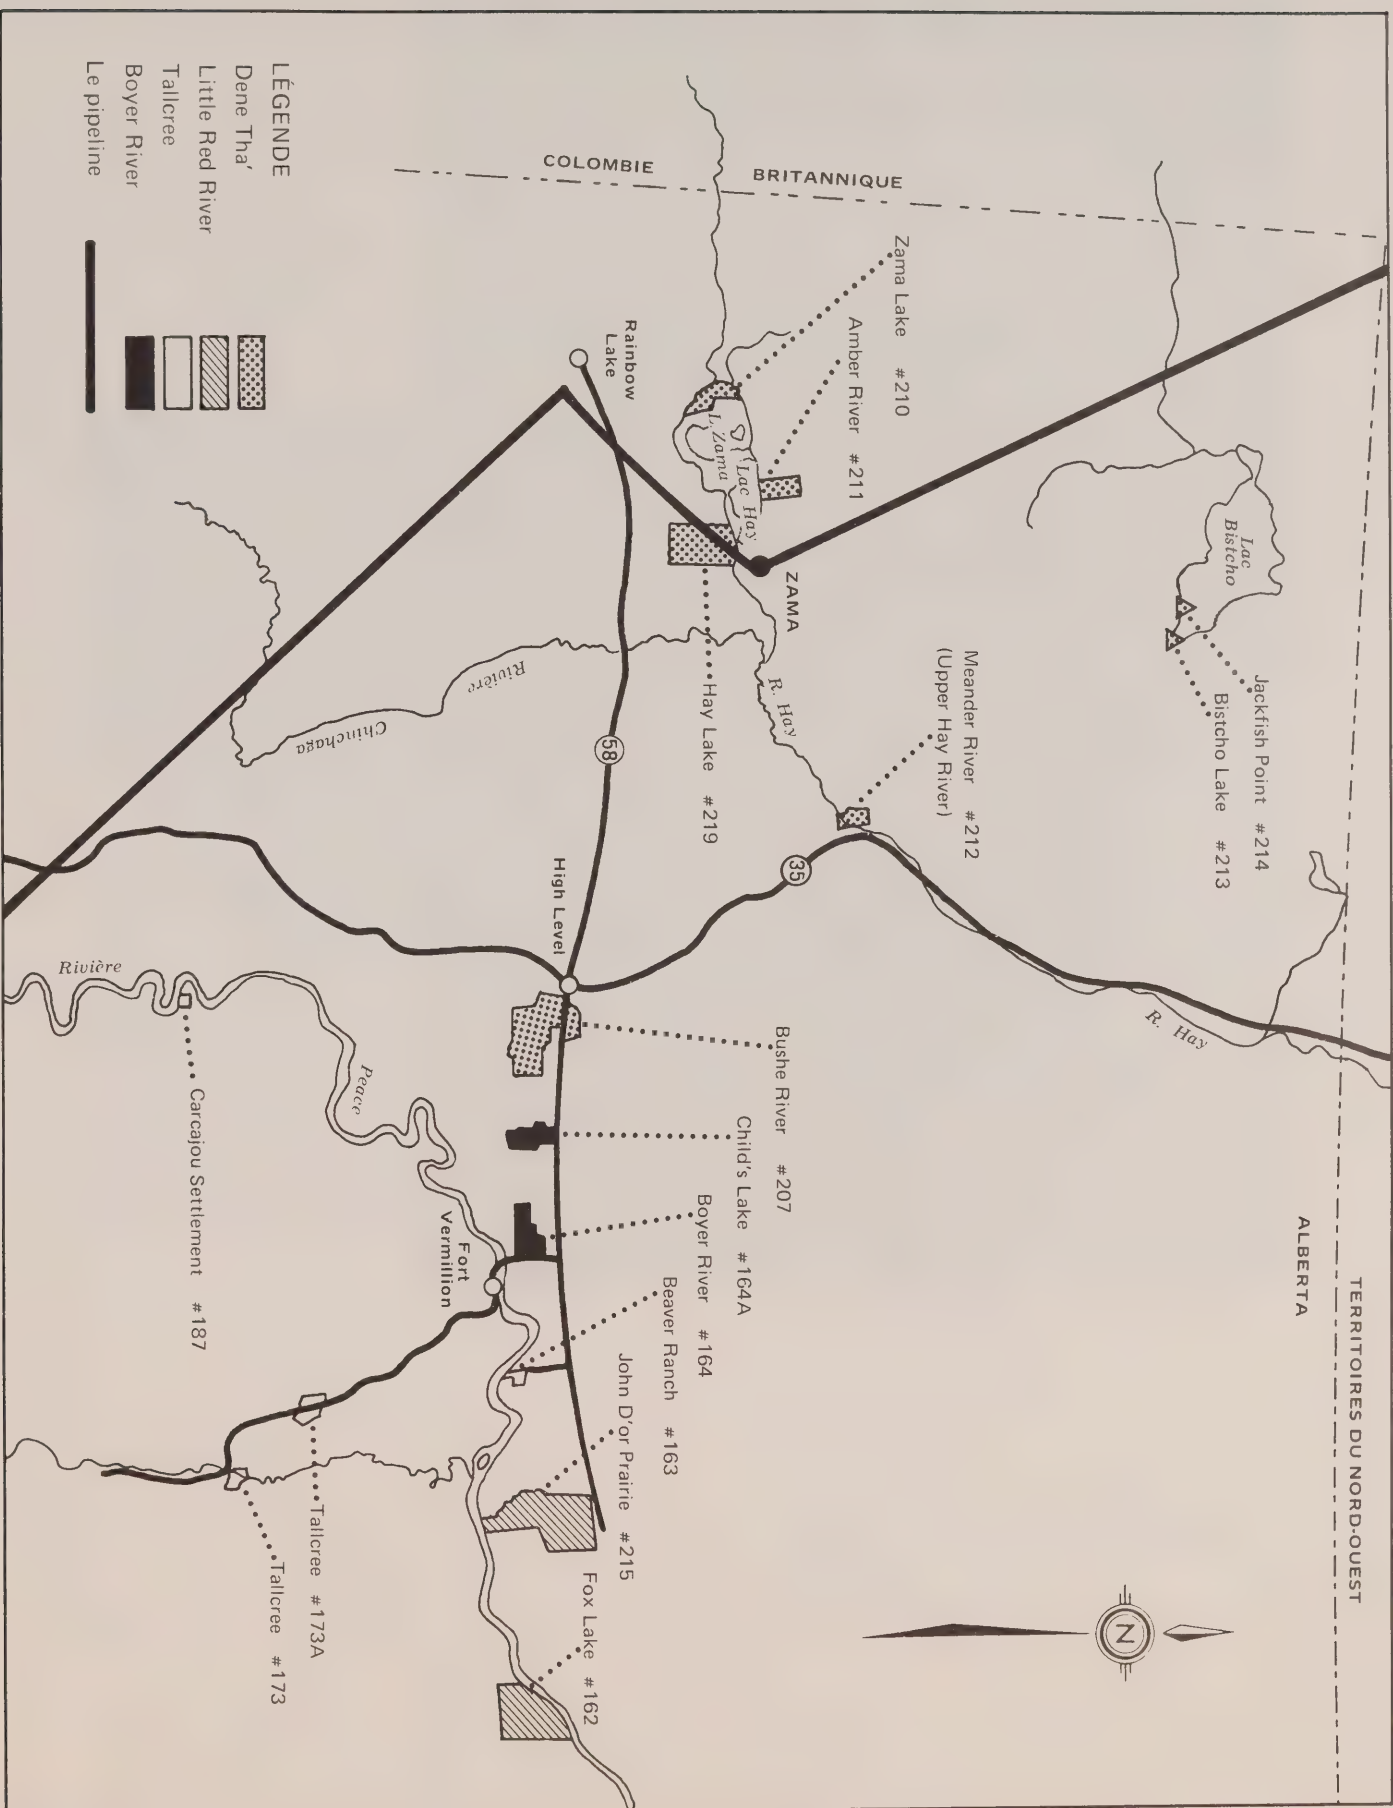 TERRITOIRES DU NORD-OUEST
ALBERTA
COLOMBIE BRITANNIQUE
Lac
Bistcho
Jackfish Point #214
Bistcho Lake #213
R. Hay
N
Meander River #212
(Upper Hay River)
Zama Lake #210
Amber River #211
35
ZAMA
R. Hay
Lac Hay
L. Zama
Hay Lake #219
Bushe River #207
Child's Lake #164A
Boyer River #164
Beaver Ranch #163
John D'or Prairie #215
Fox Lake #162
Rainbow
Lake
58
High Level
Rivière
Chinchaga
Fort
Vermillion
Peace
Rivière
Carcajou Settlement #187
Tallcree #173A
Tallcree #173
LÉGENDE
Dene Tha'
Little Red River
Tallcree
Boyer River
Le pipeline